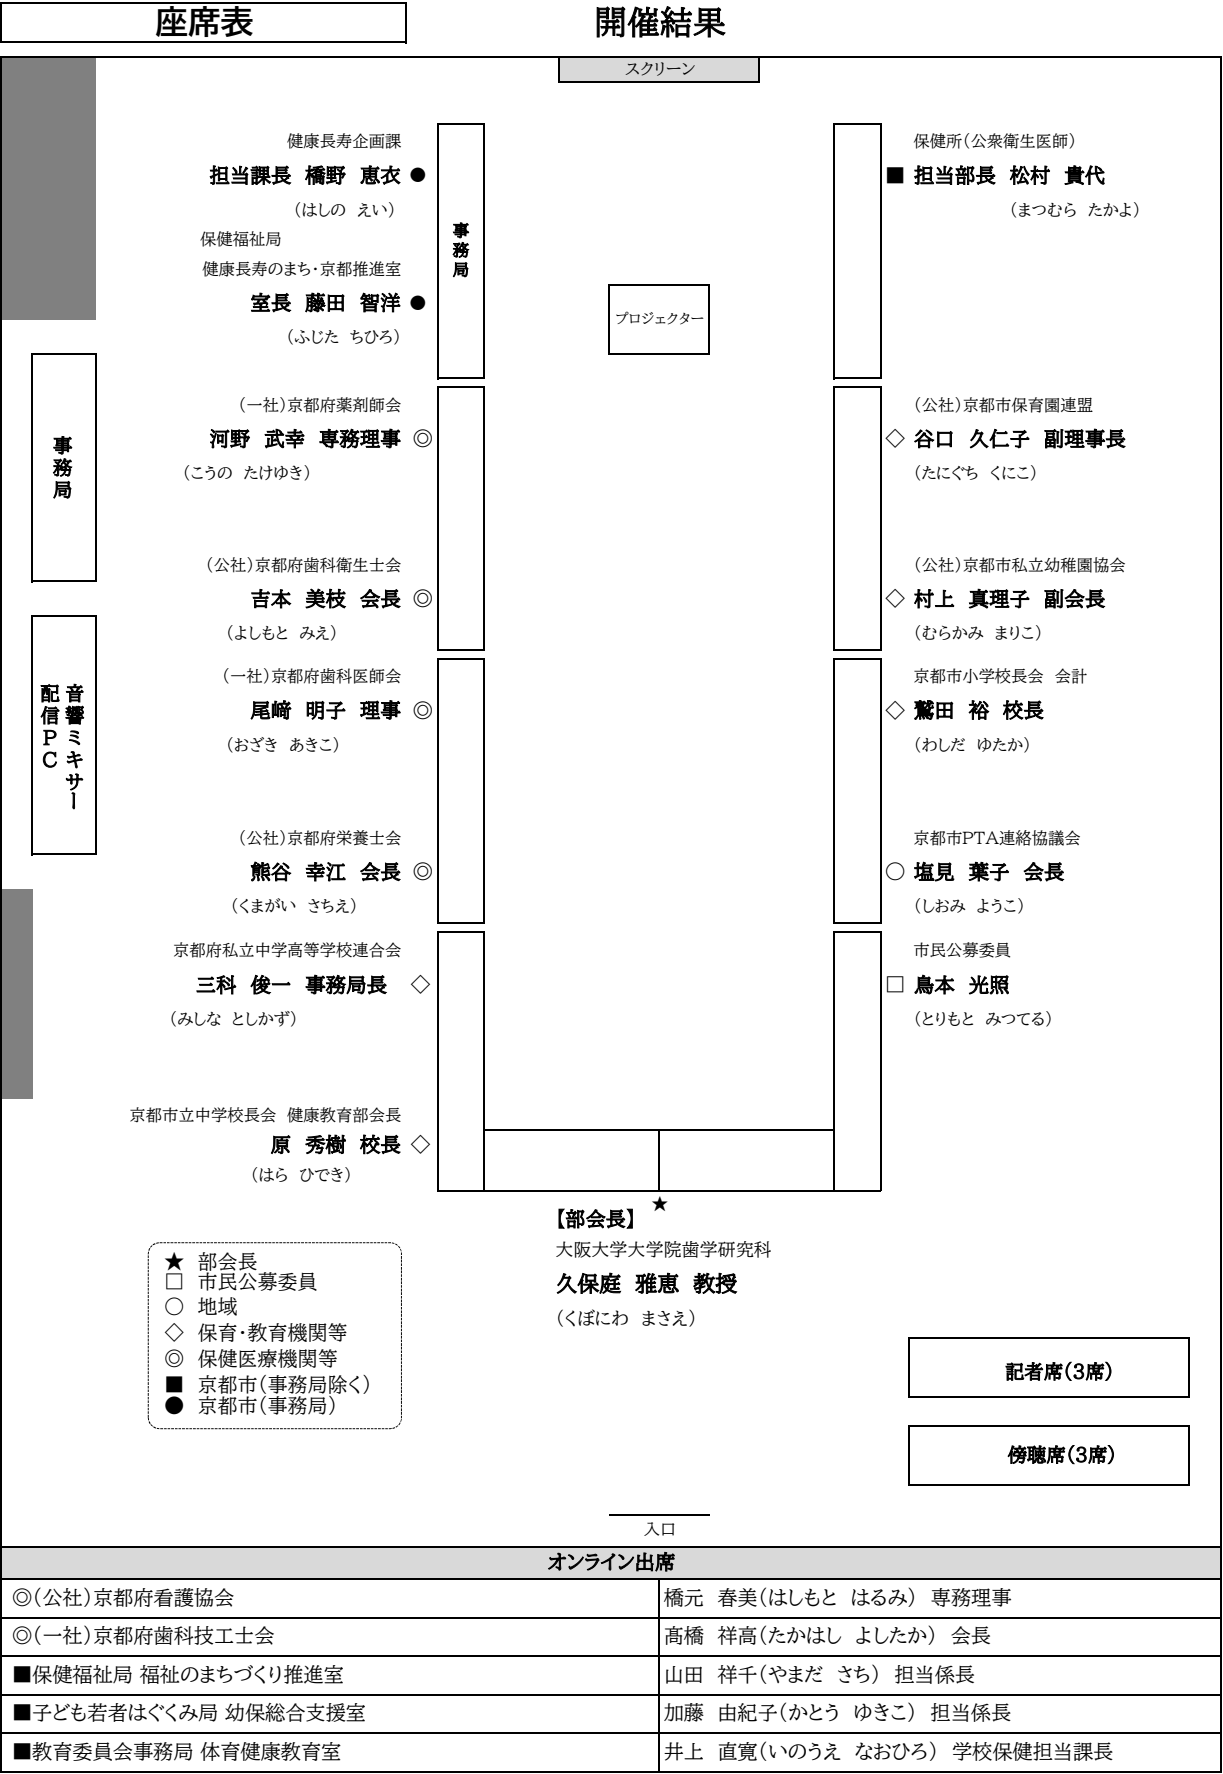 座席表
開催結果
スクリーン
健康長寿企画課
担当課長 橋野 恵衣 ●
（はしの えい）
保健福祉局
健康長寿のまち・京都推進室
室長 藤田 智洋 ●
（ふじた ちひろ）
事務局
保健所（公衆衛生医師）
■ 担当部長 松村 貴代
（まつむら たかよ）
プロジェクター
事務局
（一社）京都府薬剤師会
河野 武幸 専務理事 ◎
（こうの たけゆき）
（公社）京都市保育園連盟
◇ 谷口 久仁子 副理事長
（たにぐち くにこ）
（公社）京都府歯科衛生士会
吉本 美枝 会長 ◎
（よしもと みえ）
（公社）京都市私立幼稚園協会
◇ 村上 真理子 副会長
（むらかみ まりこ）
音響ミキサー
配信ＰＣ
（一社）京都府歯科医師会
尾﨑 明子 理事 ◎
（おざき あきこ）
京都市小学校長会 会計
◇ 鷲田 裕 校長
（わしだ ゆたか）
（公社）京都府栄養士会
熊谷 幸江 会長 ◎
（くまがい さちえ）
京都市PTA連絡協議会
○ 塩見 葉子 会長
（しおみ ようこ）
京都府私立中学高等学校連合会
三科 俊一 事務局長 ◇
（みしな としかず）
市民公募委員
□ 鳥本 光照
（とりもと みつてる）
京都市立中学校長会 健康教育部会長
原 秀樹 校長 ◇
（はら ひでき）
★
【部会長】
大阪大学大学院歯学研究科
久保庭 雅恵 教授
（くぼにわ まさえ）
★ 部会長
□ 市民公募委員
○ 地域
◇ 保育・教育機関等
◎ 保健医療機関等
■ 京都市（事務局除く）
● 京都市（事務局）
記者席（3席）
傍聴席（3席）
入口
オンライン出席
◎（公社）京都府看護協会 橋元 春美（はしもと はるみ） 専務理事
◎（一社）京都府歯科技工士会 髙橋 祥高（たかはし よしたか） 会長
■保健福祉局 福祉のまちづくり推進室 山田 祥千（やまだ さち） 担当係長
■子ども若者はぐくみ局 幼保総合支援室 加藤 由紀子（かとう ゆきこ） 担当係長
■教育委員会事務局 体育健康教育室 井上 直寛（いのうえ なおひろ） 学校保健担当課長